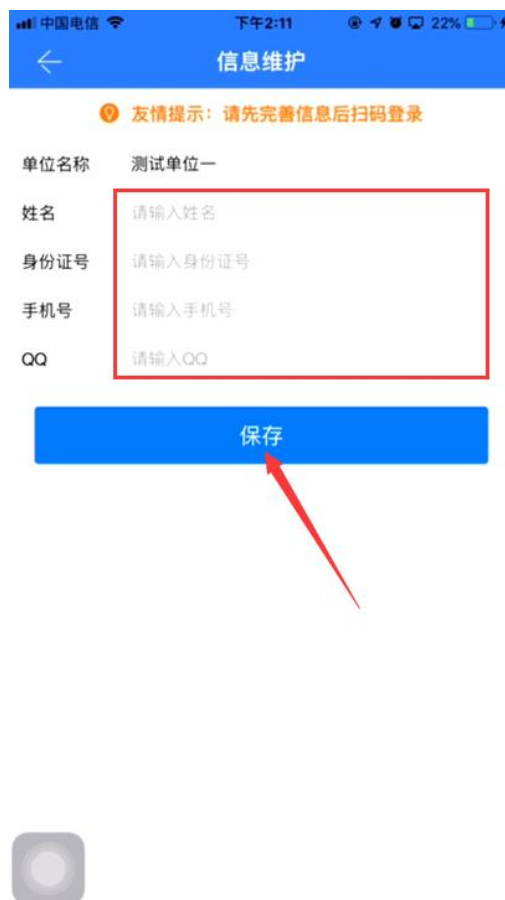 中国电信 下午2:11 22%
信息维护
友情提示：请先完善信息后扫码登录
单位名称 测试单位一
姓名 请输入姓名
身份证号 请输入身份证号
手机号 请输入手机号
QQ 请输入QQ
保存